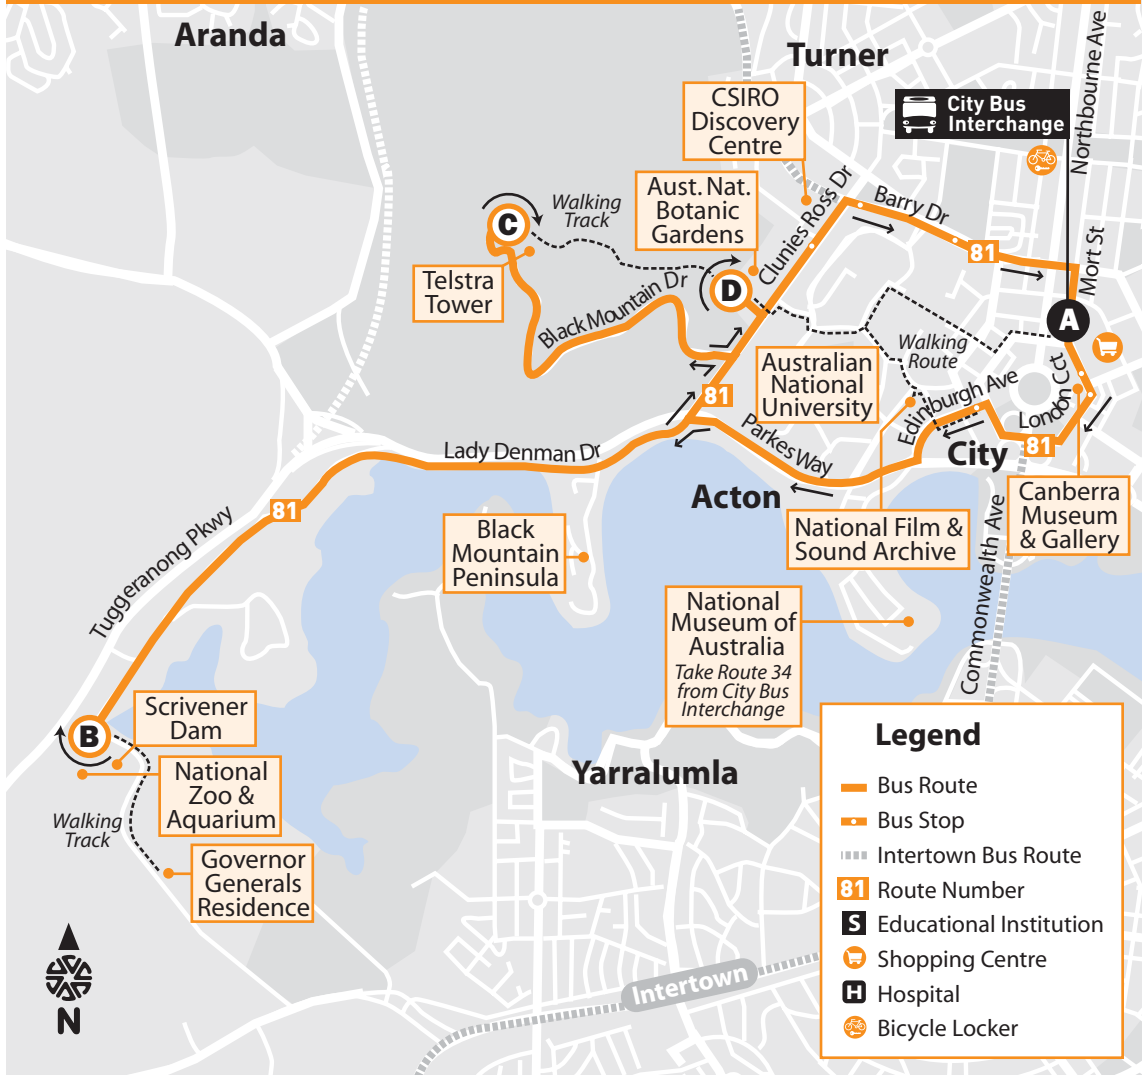 Aranda
Turner
Northbourne Ave
City Bus
Interchange
CSIRO
Discovery
Centre
Aust. Nat.
Botanic
Gardens
Walking
Track
C
Telstra
Tower
Black Mountain Dr
D
Clunies Ross Dr
Barry Dr
81
Mort St
A
Walking
Route
Australian
National
University
81
Edinburgh Ave
London Cct
81
City
Parkes Way
Lady Denman Dr
Acton
81
Tuggeranong Pkwy
Black
Mountain
Peninsula
National Film &
Sound Archive
Canberra
Museum
& Gallery
Commonwealth Ave
National
Museum of
Australia
Take Route 34
from City Bus
Interchange
B
Scrivener
Dam
National
Zoo &
Aquarium
Walking
Track
Governor
Generals
Residence
Yarralumla
Intertown
N
Legend
Bus Route
Bus Stop
Intertown Bus Route
81 Route Number
S Educational Institution
Shopping Centre
H Hospital
Bicycle Locker